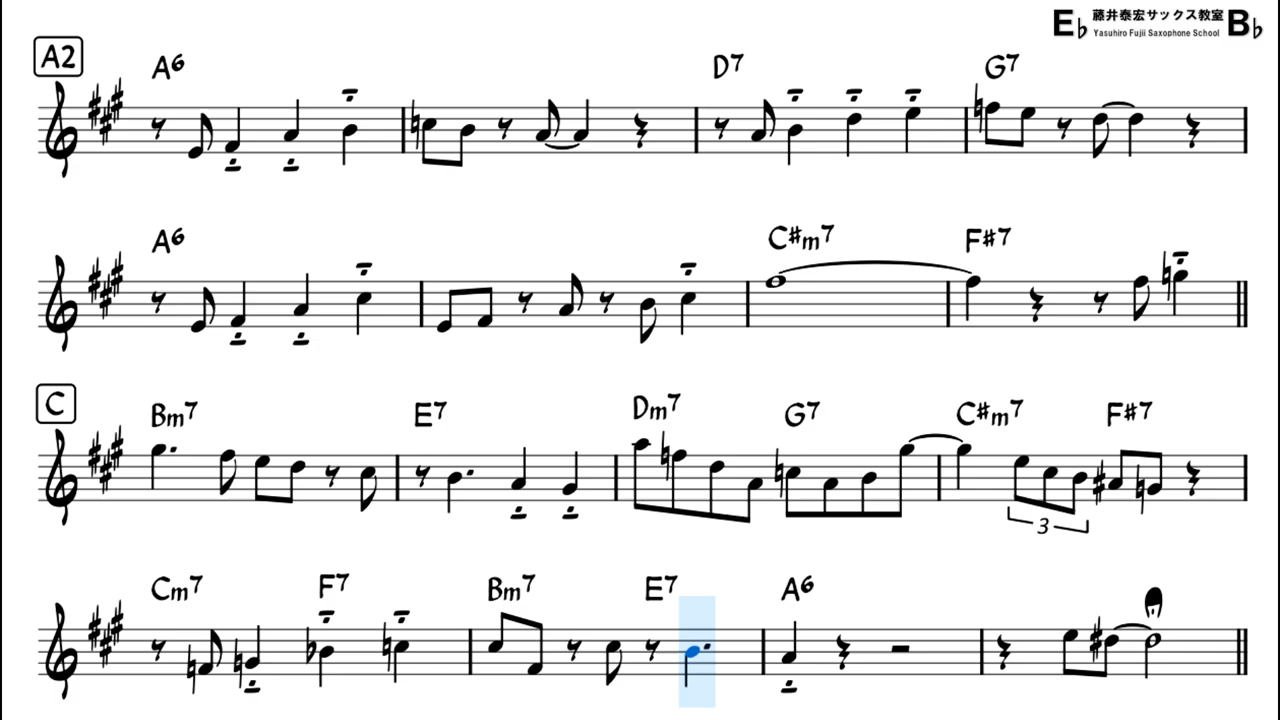 E♭ 藤井泰宏サックス教室 B♭
Yasuhiro Fujii Saxophone School
A2
A6 D7 G7
A6 C#m7 F#7
C
Bm7 E7 Dm7 G7 C#m7 F#7
3
Cm7 F7 Bm7 E7 A6